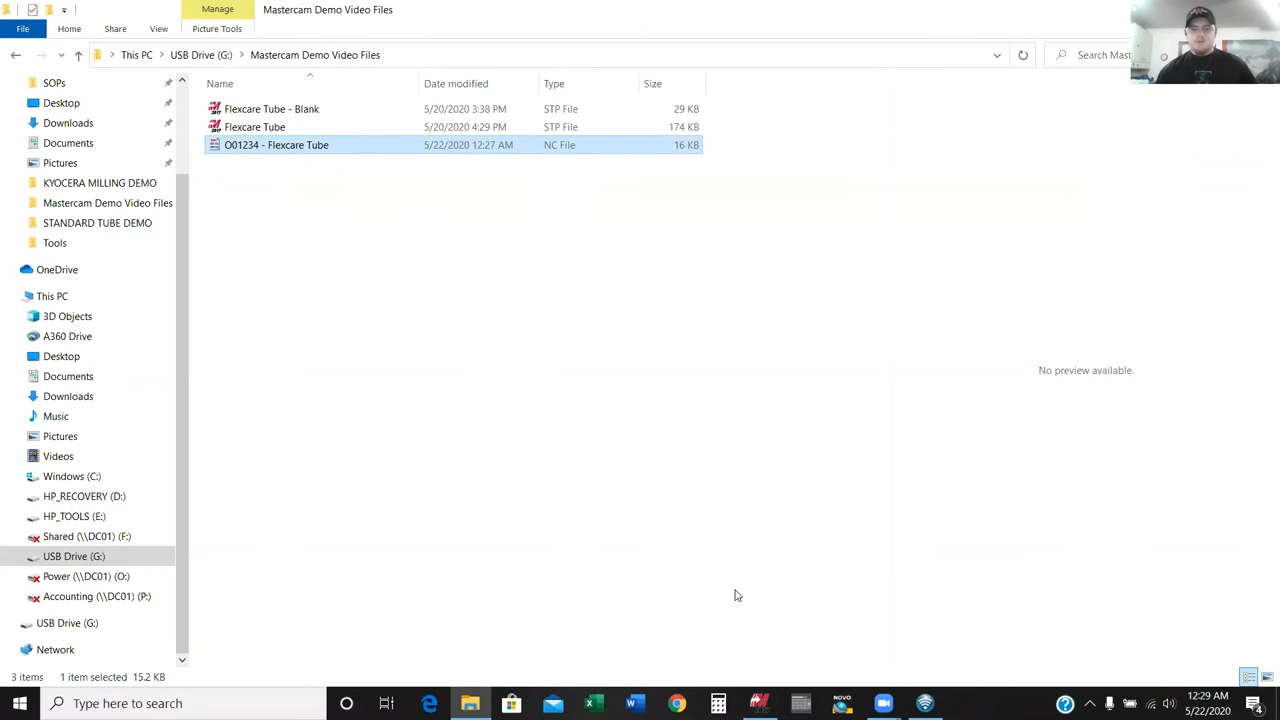 Manage
Mastercam Demo Video Files
File
Home
Share
View
Picture Tools
This PC
USB Drive (G:)
Mastercam Demo Video Files
Search Mast
Name
Date modified
Type
Size
Flexcare Tube - Blank
5/20/2020 3:38 PM
STP File
29 KB
Flexcare Tube
5/20/2020 4:29 PM
STP File
174 KB
O01234 - Flexcare Tube
5/22/2020 12:27 AM
NC File
16 KB
SOPs
Desktop
Downloads
Documents
Pictures
KYOCERA MILLING DEMO
Mastercam Demo Video Files
STANDARD TUBE DEMO
Tools
OneDrive
This PC
3D Objects
A360 Drive
Desktop
Documents
Downloads
Music
Pictures
Videos
Windows (C:)
HP_RECOVERY (D:)
HP_TOOLS (E:)
Shared (\\DC01) (F:)
USB Drive (G:)
Power (\\DC01) (O:)
Accounting (\\DC01) (P:)
USB Drive (G:)
Network
No preview available.
3 items
1 item selected 15.2 KB
Type here to search
NOVO
12:29 AM
5/22/2020